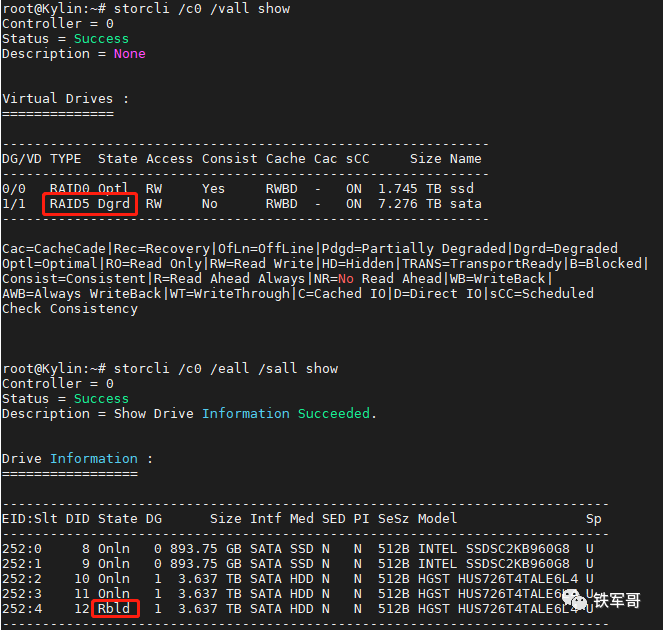 root@Kylin:~# storcli /c0 /vall show
Controller = 0
Status = Success
Description = None
Virtual Drives :
==============
---------------------------------------------------------------
DG/VD TYPE  State Access Consist Cache Cac sCC     Size Name
---------------------------------------------------------------
0/0   RAID0 Optl  RW     Yes     RWBD  -   ON  1.745 TB ssd
1/1   RAID5 Dgrd  RW     No      RWBD  -   ON  7.276 TB sata
---------------------------------------------------------------
Cac=CacheCade|Rec=Recovery|OfLn=OffLine|Pdgd=Partially Degraded|Dgrd=Degraded
Optl=Optimal|RO=Read Only|RW=Read Write|HD=Hidden|TRANS=TransportReady|B=Blocked|
Consist=Consistent|R=Read Ahead Always|NR=No Read Ahead|WB=WriteBack|
AWB=Always WriteBack|WT=WriteThrough|C=Cached IO|D=Direct IO|sCC=Scheduled
Check Consistency
root@Kylin:~# storcli /c0 /eall /sall show
Controller = 0
Status = Success
Description = Show Drive Information Succeeded.
Drive Information :
=================
----------------------------------------------------------------------------
EID:Slt DID State DG       Size Intf Med SED PI SeSz Model                Sp
----------------------------------------------------------------------------
252:0     8 Onln   0 893.75 GB SATA SSD N   N  512B INTEL SSDSC2KB960G8  U
252:1     9 Onln   0 893.75 GB SATA SSD N   N  512B INTEL SSDSC2KB960G8  U
252:2    10 Onln   1  3.637 TB SATA HDD N   N  512B HGST HUS726T4TALE6L4 U
252:3    11 Onln   1  3.637 TB SATA HDD N   N  512B HGST HUS726T4TALE6L4 U
252:4    12 Rbld   1  3.637 TB SATA HDD N   N  512B HGST HUS726T4TALE6L4 U
----------------------------------------------------------------------------
铁军哥